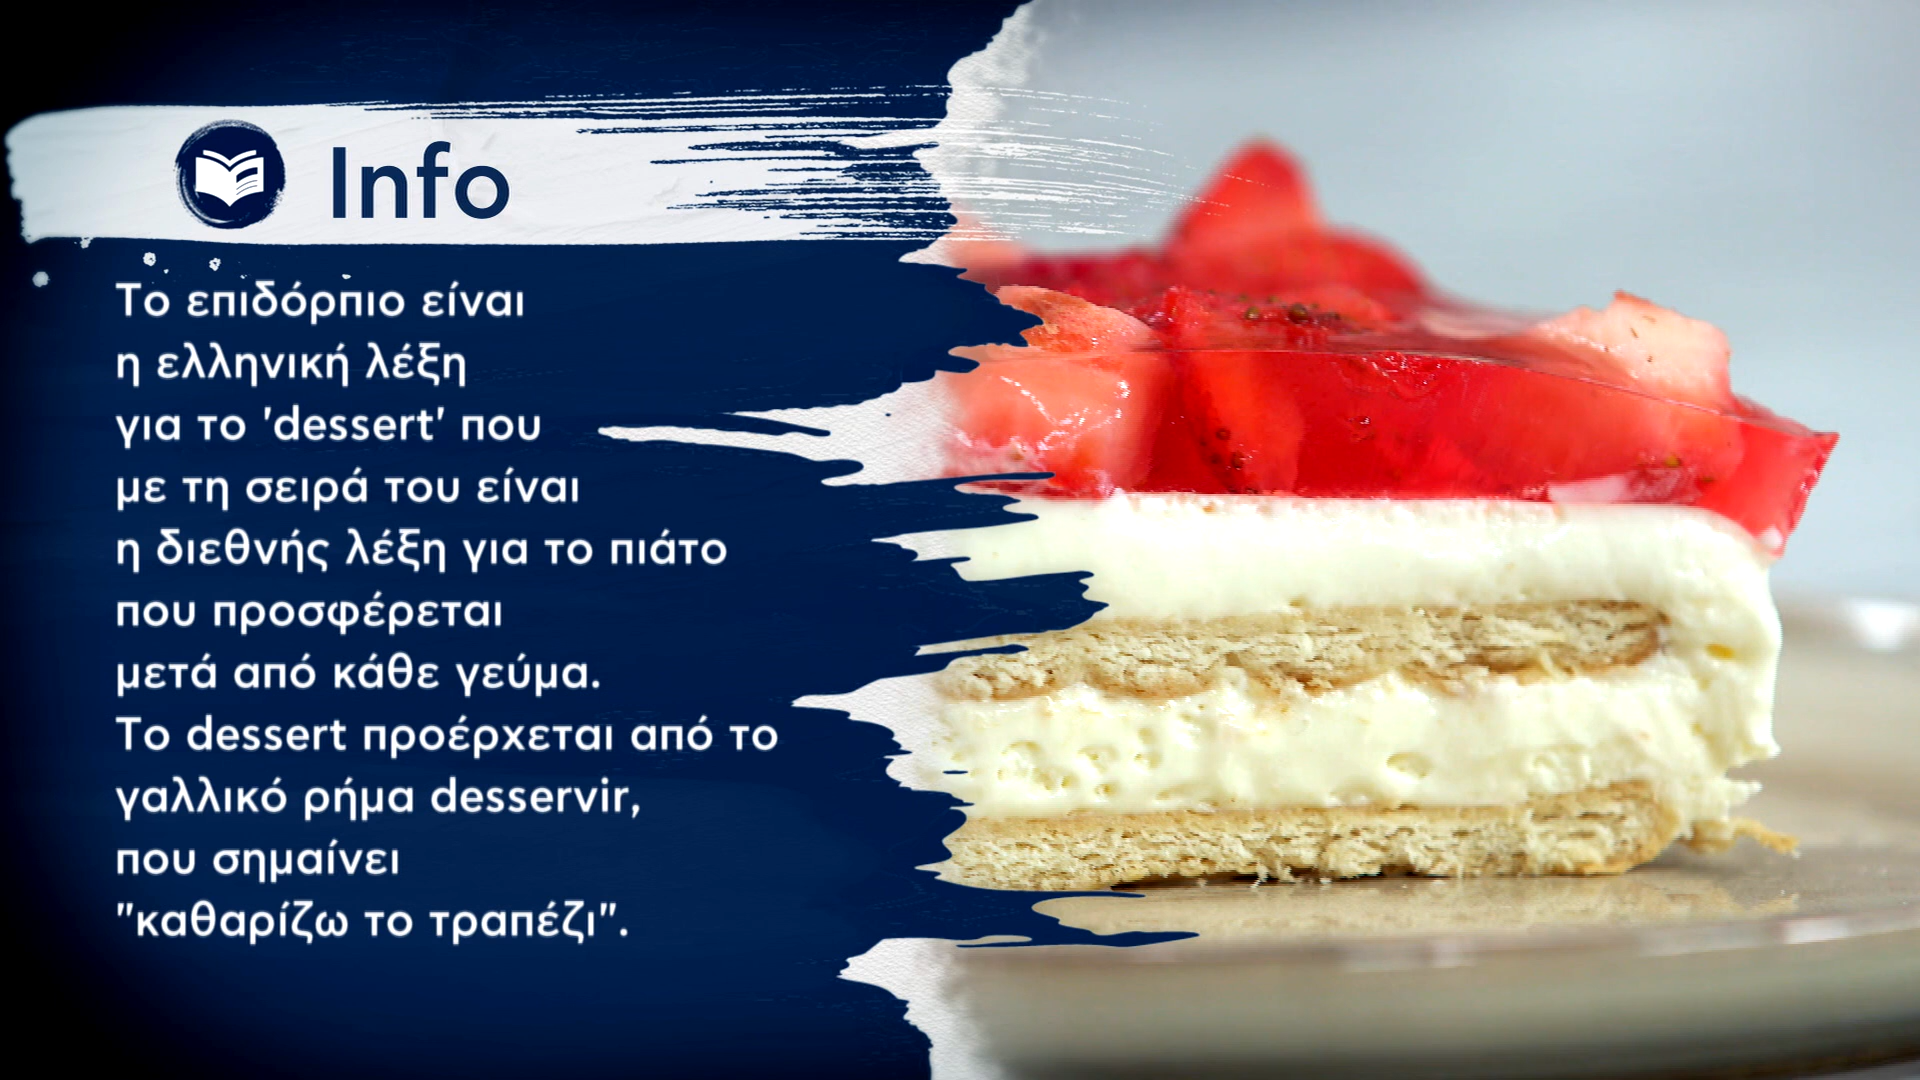 Info
Το επιδόρπιο είναι
η ελληνική λέξη
για το 'dessert' που
με τη σειρά του είναι
η διεθνής λέξη για το πιάτο
που προσφέρεται
μετά από κάθε γεύμα.
Το dessert προέρχεται από το
γαλλικό ρήμα desservir,
που σημαίνει
"καθαρίζω το τραπέζι".